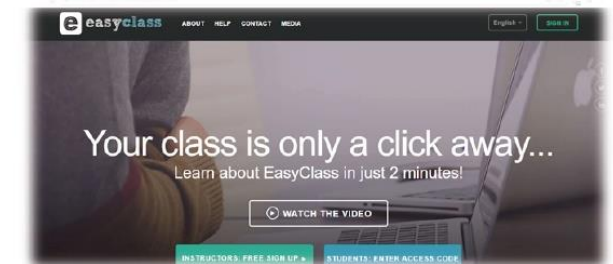 e easyclass ABOUT HELP CONTACT MEDIA English SIGN IN
Your class is only a click away...
Learn about EasyClass in just 2 minutes!
WATCH THE VIDEO
INSTRUCTORS: FREE SIGN UP STUDENTS: ENTER ACCESS CODE